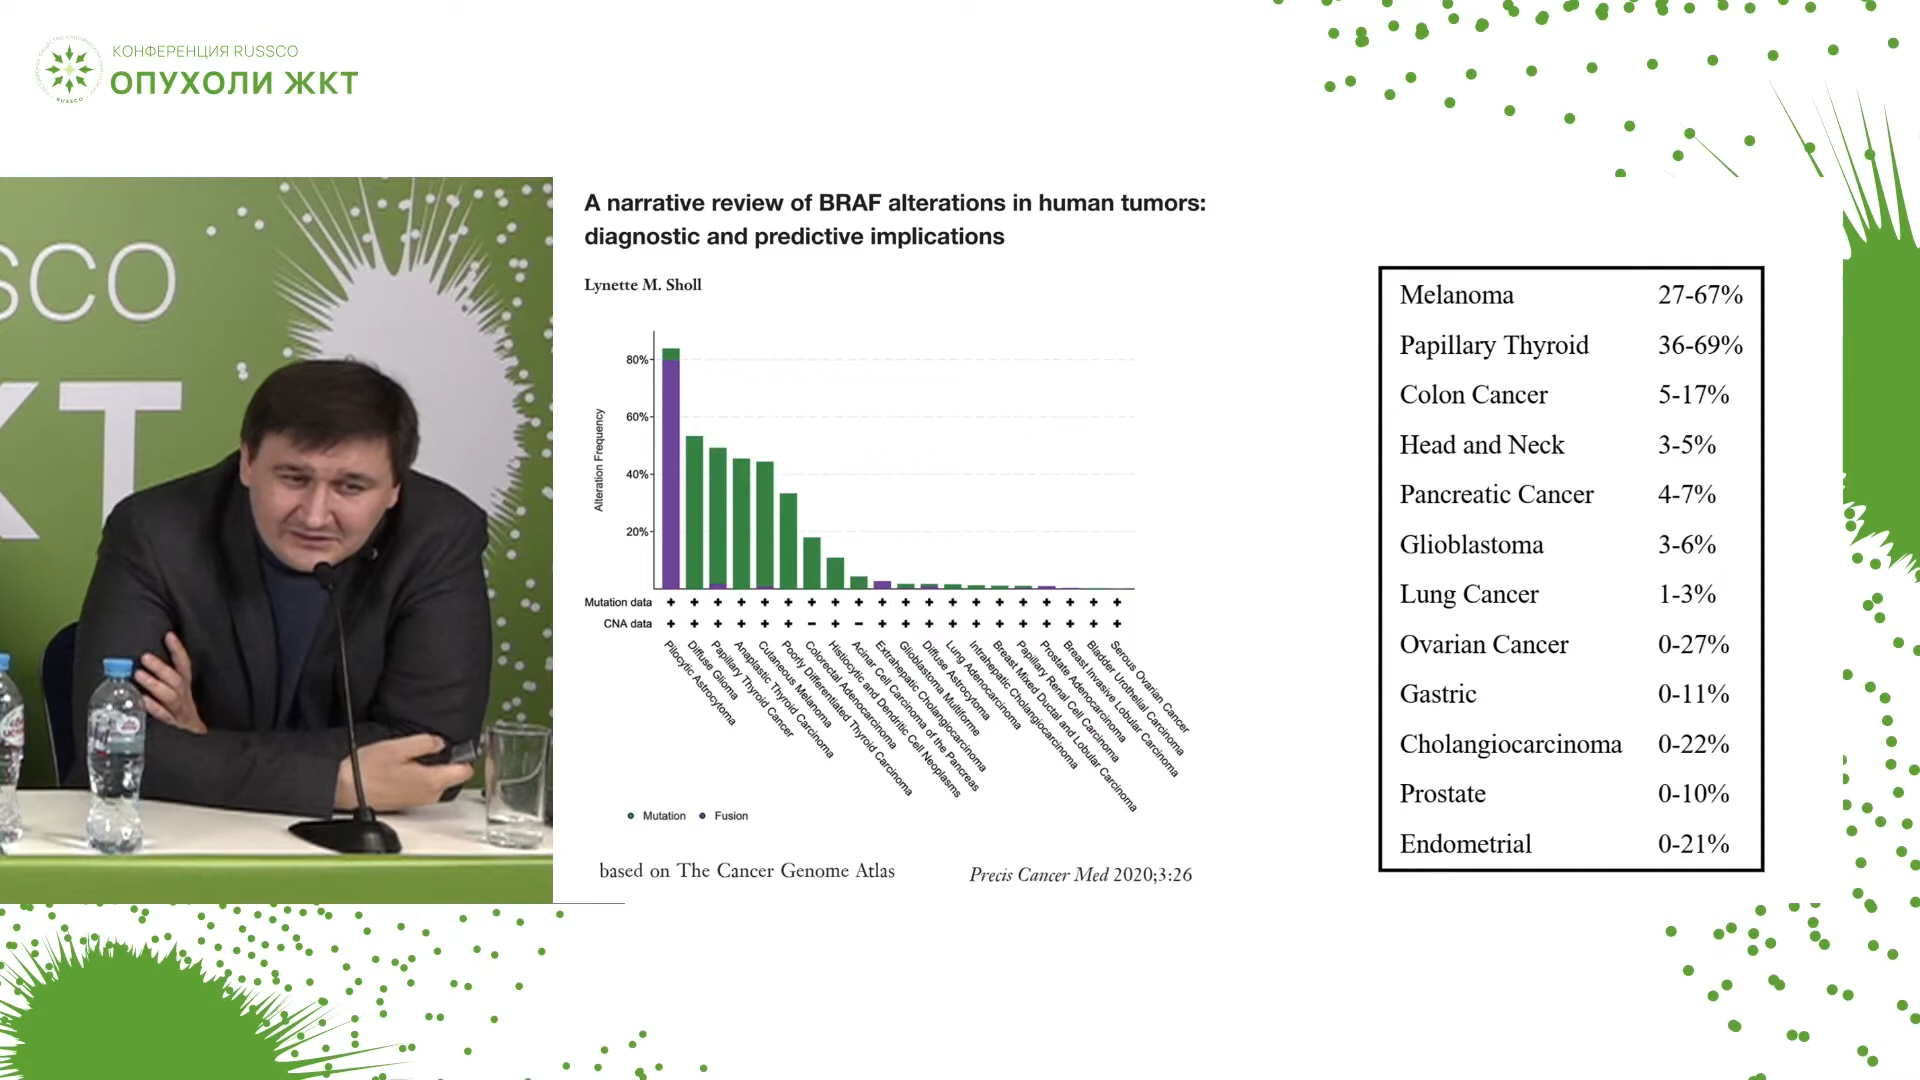 КОНФЕРЕНЦИЯ RUSSCO
ОПУХОЛИ ЖКТ
RUSSCO
SCO
КТ
A narrative review of BRAF alterations in human tumors:
diagnostic and predictive implications
Lynette M. Sholl
Alteration Frequency
80%
60%
40%
20%
Mutation data + + + + + + + + + + + + + + + + + + + +
CNA data + + + + + + − + − + + + + + + + + + + +
Pilocytic Astrocytoma
Diffuse Glioma
Papillary Thyroid Cancer
Anaplastic Thyroid Carcinoma
Cutaneous Melanoma
Poorly Differentiated Thyroid Carcinoma
Colorectal Adenocarcinoma
Histiocytic and Dendritic Cell Neoplasms
Acinar Cell Carcinoma of the Pancreas
Extrahepatic Cholangiocarcinoma
Glioblastoma Multiforme
Diffuse Astrocytoma
Lung Adenocarcinoma
Intrahepatic Cholangiocarcinoma
Breast Mixed Ductal and Lobular Carcinoma
Papillary Renal Cell Carcinoma
Prostate Adenocarcinoma
Breast Invasive Lobular Carcinoma
Bladder Urothelial Carcinoma
Serous Ovarian Cancer
Mutation Fusion
based on The Cancer Genome Atlas
Precis Cancer Med 2020;3:26
Melanoma 27-67%
Papillary Thyroid 36-69%
Colon Cancer 5-17%
Head and Neck 3-5%
Pancreatic Cancer 4-7%
Glioblastoma 3-6%
Lung Cancer 1-3%
Ovarian Cancer 0-27%
Gastric 0-11%
Cholangiocarcinoma 0-22%
Prostate 0-10%
Endometrial 0-21%